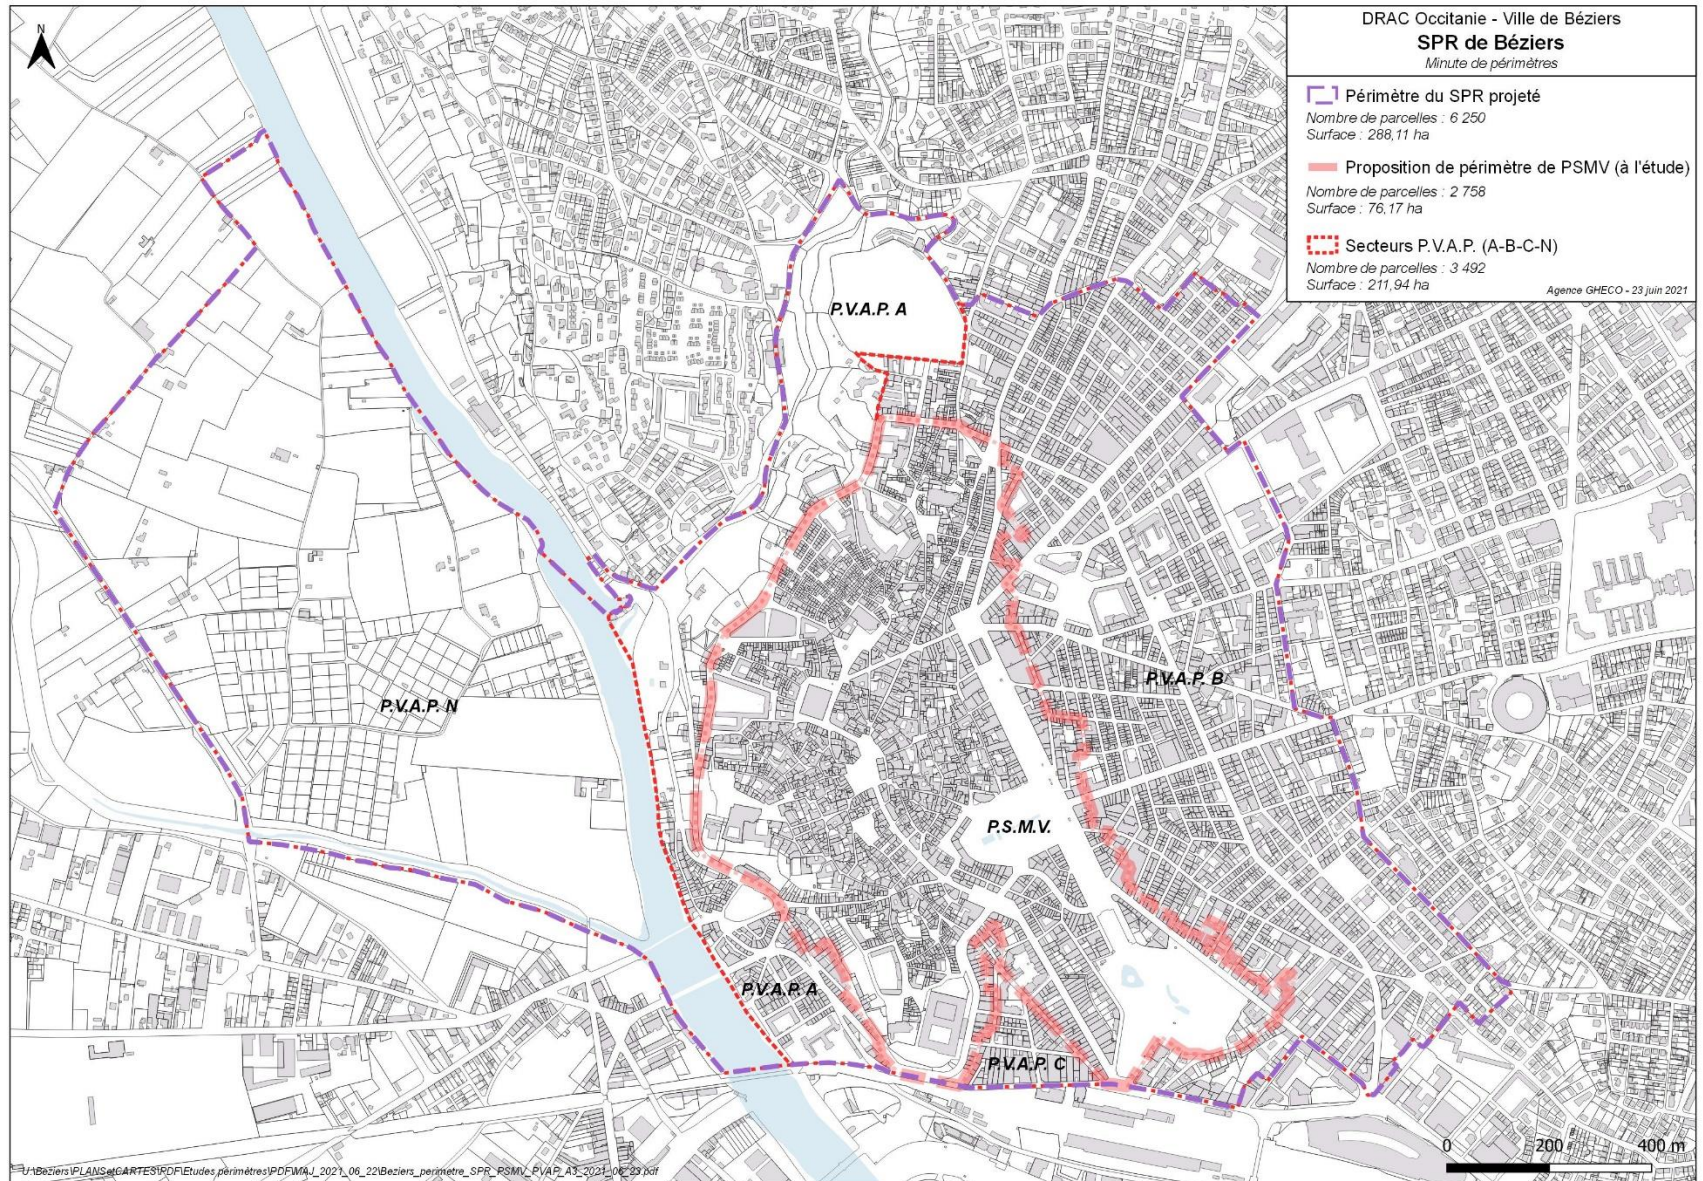 N
DRAC Occitanie - Ville de Béziers
SPR de Béziers
Minute de périmètres
Périmètre du SPR projeté
Nombre de parcelles : 6 250
Surface : 288,11 ha
Proposition de périmètre de PSMV (à l'étude)
Nombre de parcelles : 2 758
Surface : 76,17 ha
Secteurs P.V.A.P. (A-B-C-N)
Nombre de parcelles : 3 492
Surface : 211,94 ha
Agence GHECO - 23 juin 2021
P.V.A.P. A
P.V.A.P. B
P.V.A.P. N
P.S.M.V.
P.V.A.P. A
P.V.A.P. C
0 200 400 m
U:\Beziers\PLANSetCARTES\PDF\Etudes périmètres\PDF\MAJ_2021_06_22\Beziers_perimetre_SPR_PSMV_PVAP_A3_2021_06_23.pdf